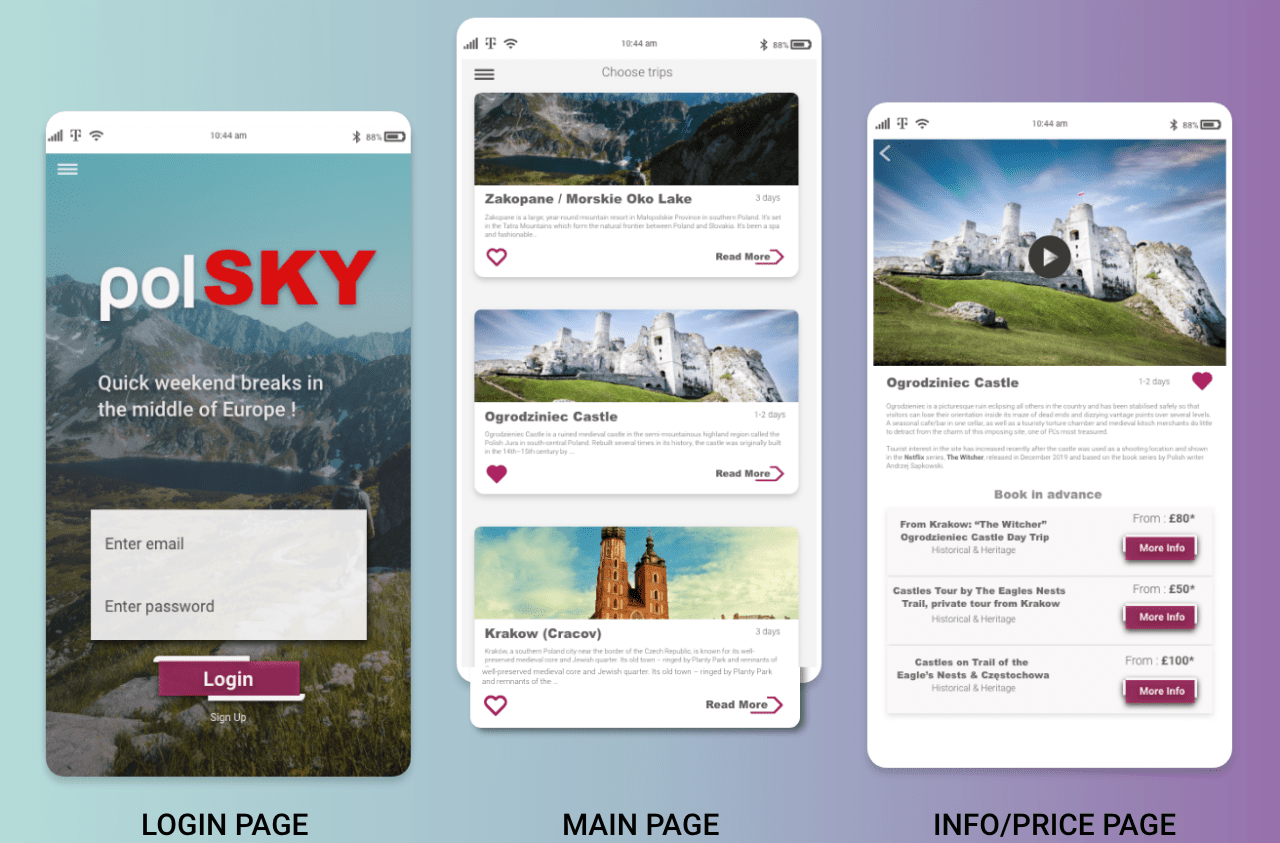 10:44 am
88%
polSKY
Quick weekend breaks in
the middle of Europe !
Enter email
Enter password
Login
Sign Up
LOGIN PAGE
10:44 am
88%
Choose trips
Zakopane / Morskie Oko Lake
3 days
Zakopane is a large, year-round mountain resort in Małopolskie Province in southern Poland. It's set
in the Tatra Mountains which form the natural frontier between Poland and Slovakia. It's been a spa
and fashionable...
Read More
Ogrodziniec Castle
1-2 days
Ogrodzieniec Castle is a ruined medieval castle in the semi-mountainous highland region called the
Polish Jura in south-central Poland. Rebuilt several times in its history, the castle was originally built
in the 14th–15th century by ...
Read More
Krakow (Cracov)
3 days
Kraków, a southern Poland city near the border of the Czech Republic, is known for its well-
preserved medieval core and Jewish quarter. Its old town – ringed by Planty Park and remnants of
well-preserved medieval core and Jewish quarter. Its old town – ringed by Planty Park
and remnants of the ...
Read More
MAIN PAGE
10:44 am
88%
Ogrodziniec Castle
1-2 days
Ogrodzieniec is a picturesque ruin eclipsing all others in the country and has been stabilised safely so that
visitors can lose their orientation inside its maze of dead ends and dizzying vantage points over several levels.
A seasonal cafe/bar in one cellar, as well as a touristy torture chamber and medieval kitsch merchants do little
to detract from the charm of this imposing site, one of PL's most treasured.
Tourist interest in the site has increased recently after the castle was used as a shooting location and shown
in the Netflix series, The Witcher, released in December 2019 and based on the book series by Polish writer
Andrzej Sapkowski.
Book in advance
From Krakow: “The Witcher”
Ogrodzieniec Castle Day Trip
Historical & Heritage
From : £80*
More Info
Castles Tour by The Eagles Nests
Trail, private tour from Krakow
Historical & Heritage
From : £50*
More Info
Castles on Trail of the
Eagle's Nests & Częstochowa
Historical & Heritage
From : £100*
More Info
INFO/PRICE PAGE